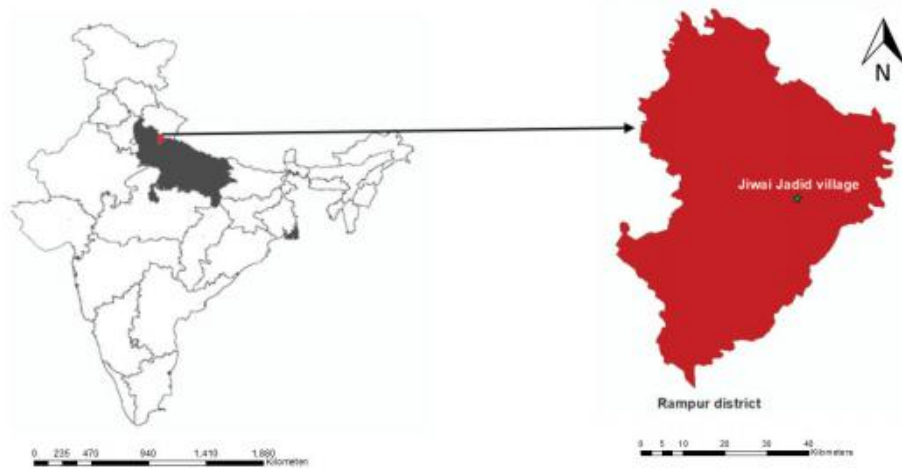 N
Jiwai Jadid village
Rampur district
0 235 470 940 1,410 1,880
Kilometers
0 5 10 20 30 40
Kilometers